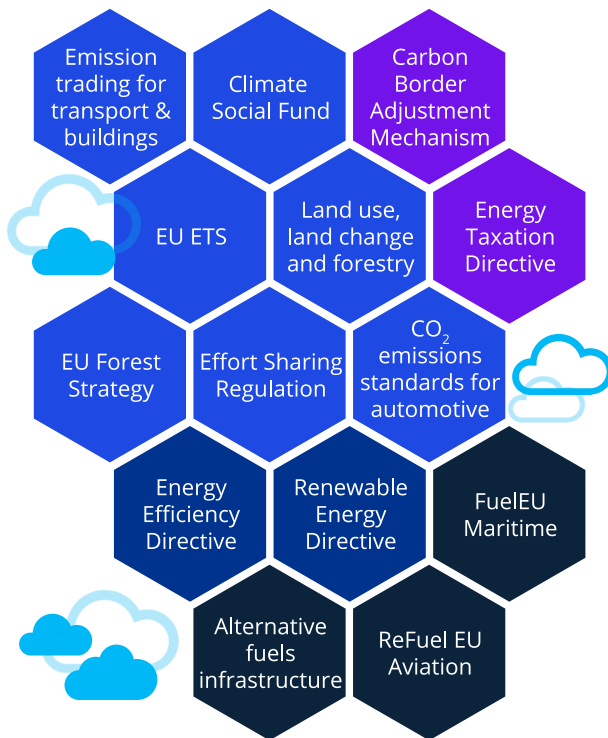 Emission
trading for
transport &
buildings
Climate
Social Fund
Carbon
Border
Adjustment
Mechanism
EU ETS
Land use,
land change
and forestry
Energy
Taxation
Directive
EU Forest
Strategy
Effort Sharing
Regulation
CO₂
emissions
standards for
automotive
Energy
Efficiency
Directive
Renewable
Energy
Directive
FuelEU
Maritime
Alternative
fuels
infrastructure
ReFuel EU
Aviation